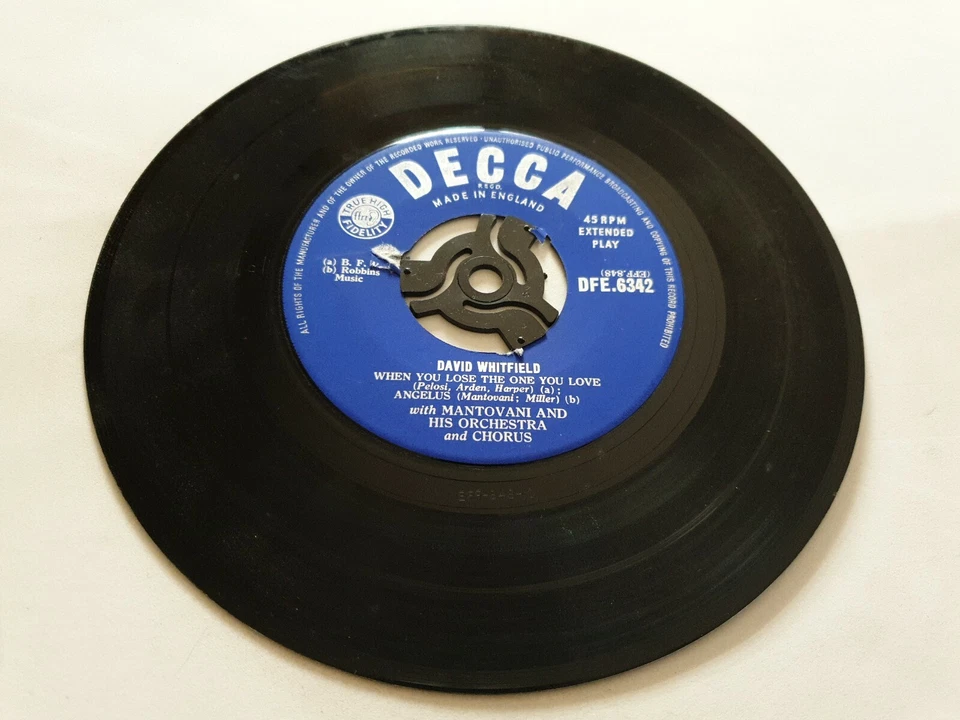 ALL RIGHTS OF THE MANUFACTURER AND OF THE OWNER OF THE RECORDED WORK RESERVED · UNAUTHORISED PUBLIC PERFORMANCE BROADCASTING AND COPYING OF THIS RECORD PROHIBITED
DECCA
REGD.
MADE IN ENGLAND
TRUE HIGH
ffrr
FIDELITY
45 RPM
EXTENDED
PLAY
(a) B. F.
(b) Robbins
Music
(EFF.848)
DFE.6342
DAVID WHITFIELD
WHEN YOU LOSE THE ONE YOU LOVE
(Pelosi, Arden, Harper) (a) ;
ANGELUS (Mantovani ; Miller) (b)
with MANTOVANI AND
HIS ORCHESTRA
and CHORUS